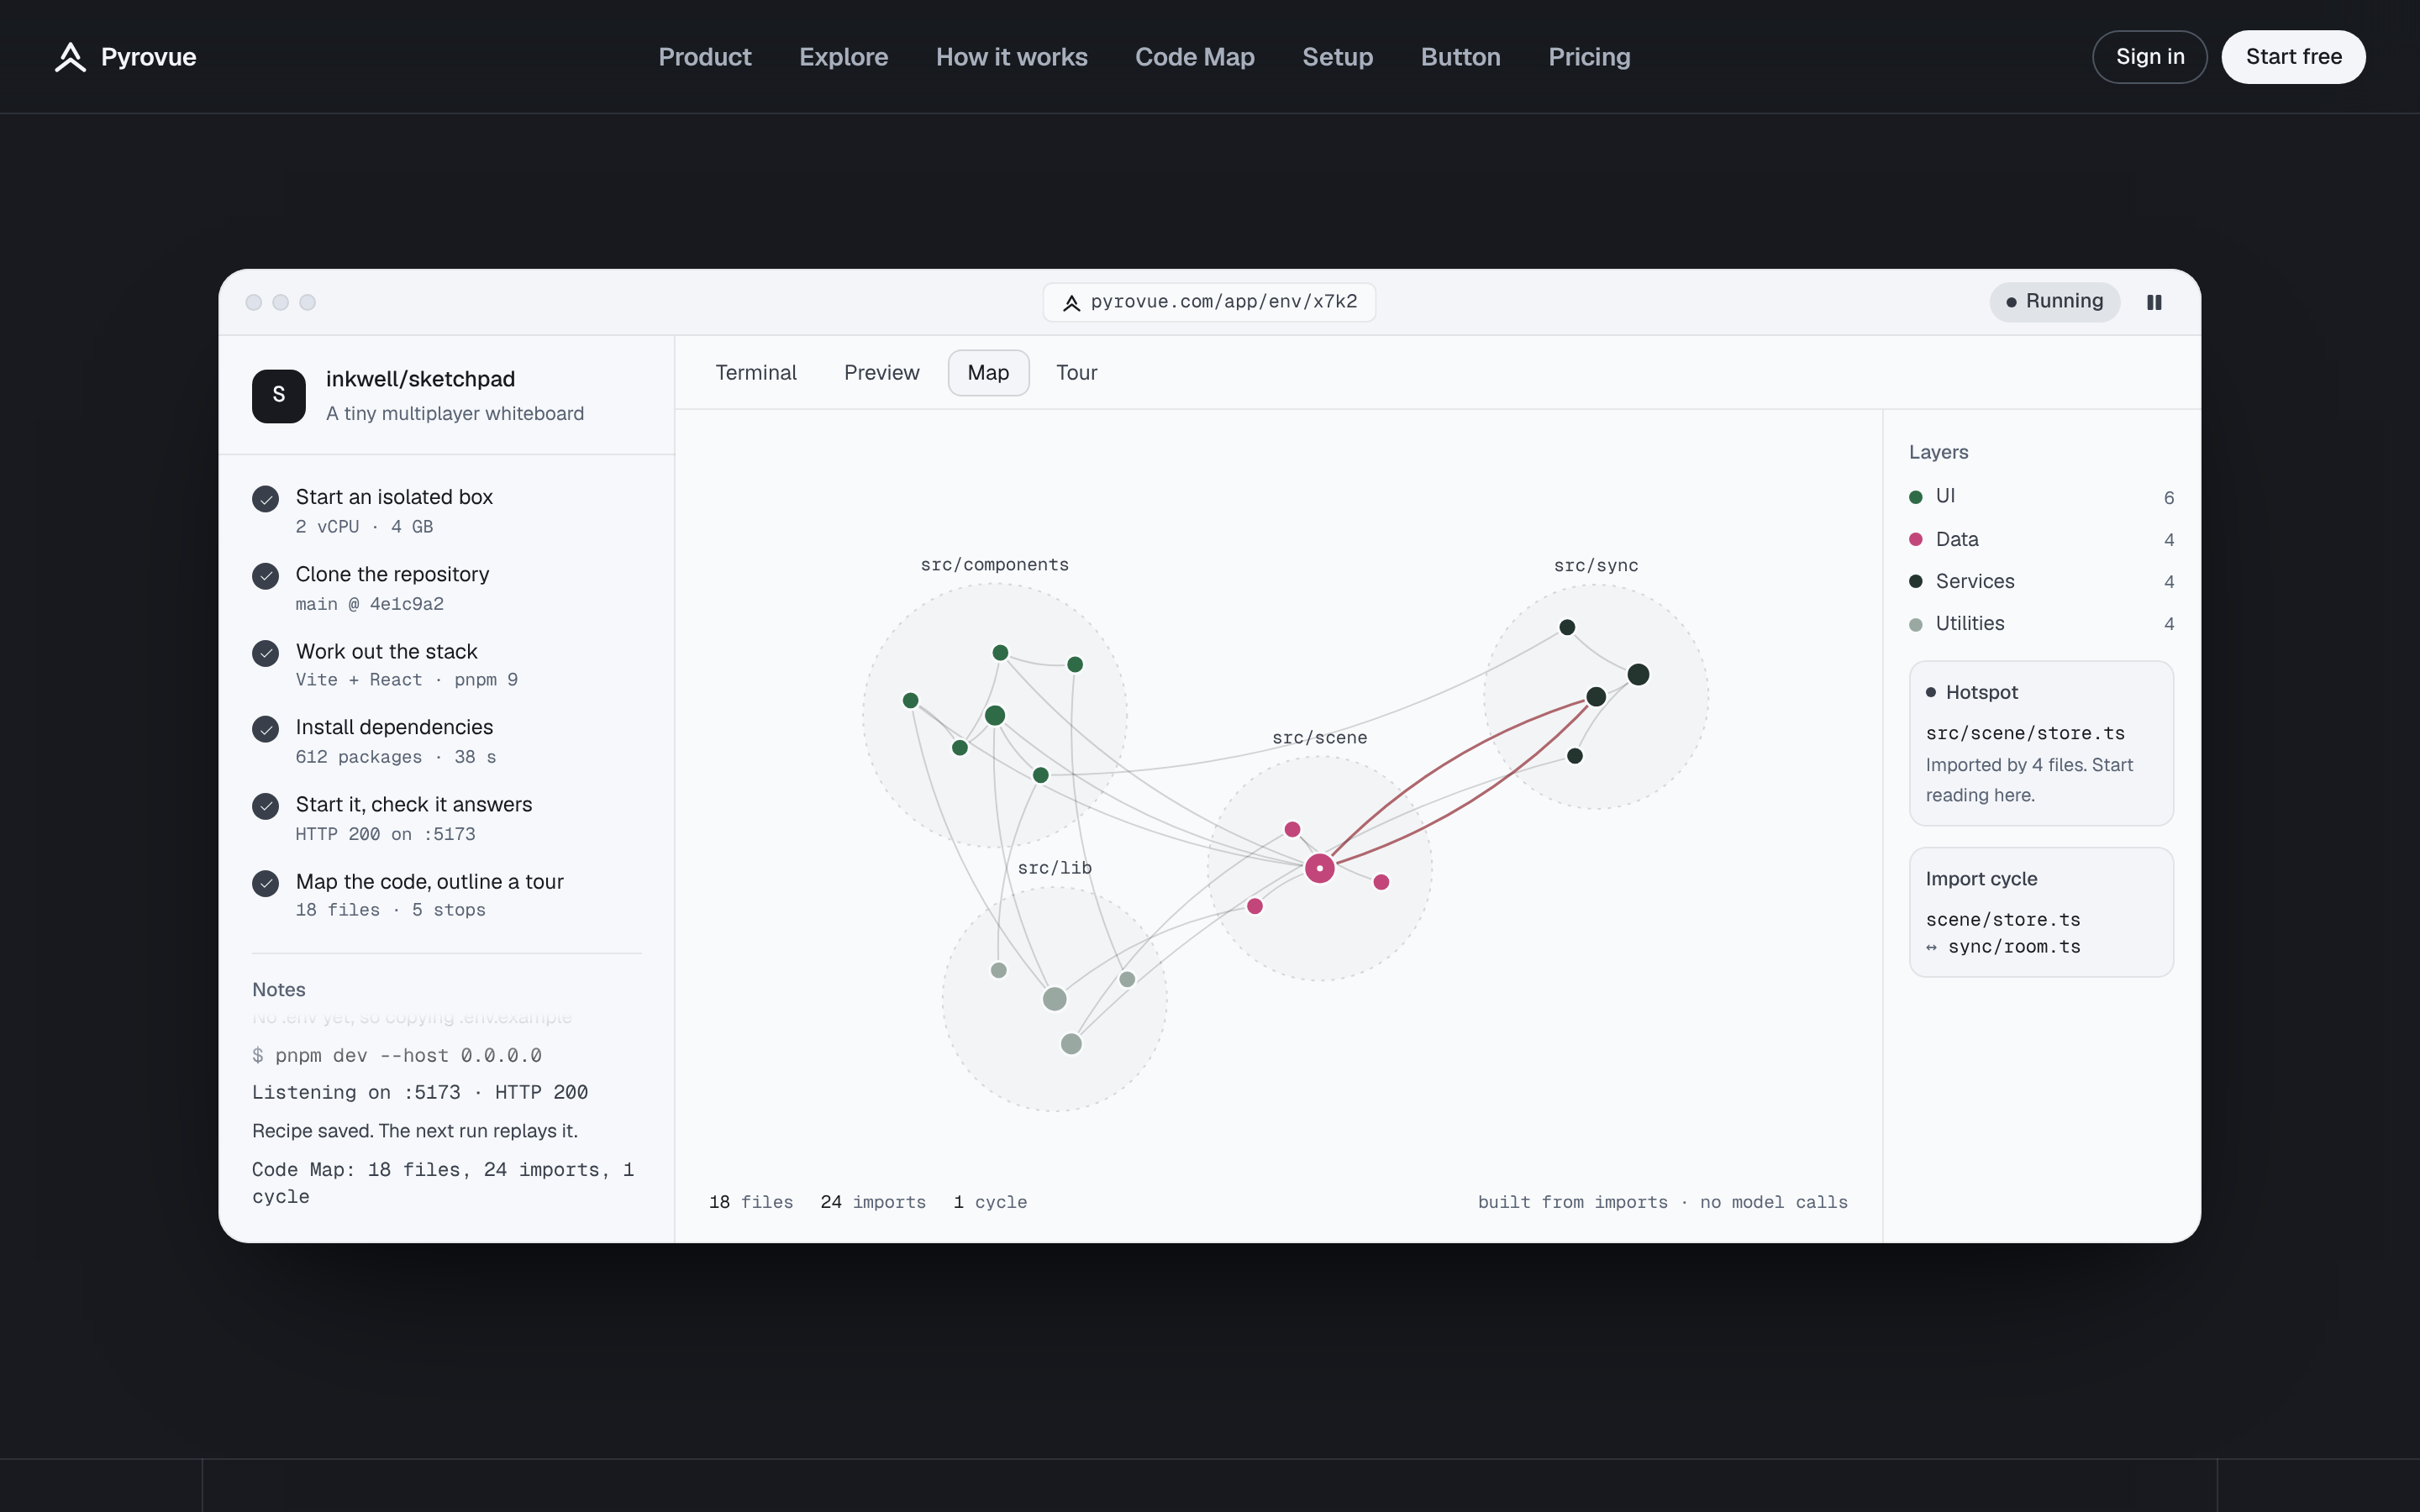 Pyrovue
Product
Explore
How it works
Code Map
Setup
Button
Pricing
Sign in
Start free
pyrovue.com/app/env/x7k2
Running
S
inkwell/sketchpad
A tiny multiplayer whiteboard
Start an isolated box
2 vCPU · 4 GB
Clone the repository
main @ 4e1c9a2
Work out the stack
Vite + React · pnpm 9
Install dependencies
612 packages · 38 s
Start it, check it answers
HTTP 200 on :5173
Map the code, outline a tour
18 files · 5 stops
Notes
No .env yet, so copying .env.example
$ pnpm dev --host 0.0.0.0
Listening on :5173 · HTTP 200
Recipe saved. The next run replays it.
Code Map: 18 files, 24 imports, 1
cycle
Terminal
Preview
Map
Tour
src/components
src/sync
src/scene
src/lib
18 files
24 imports
1 cycle
built from imports · no model calls
Layers
UI 6
Data 4
Services 4
Utilities 4
Hotspot
src/scene/store.ts
Imported by 4 files. Start
reading here.
Import cycle
scene/store.ts
↔ sync/room.ts